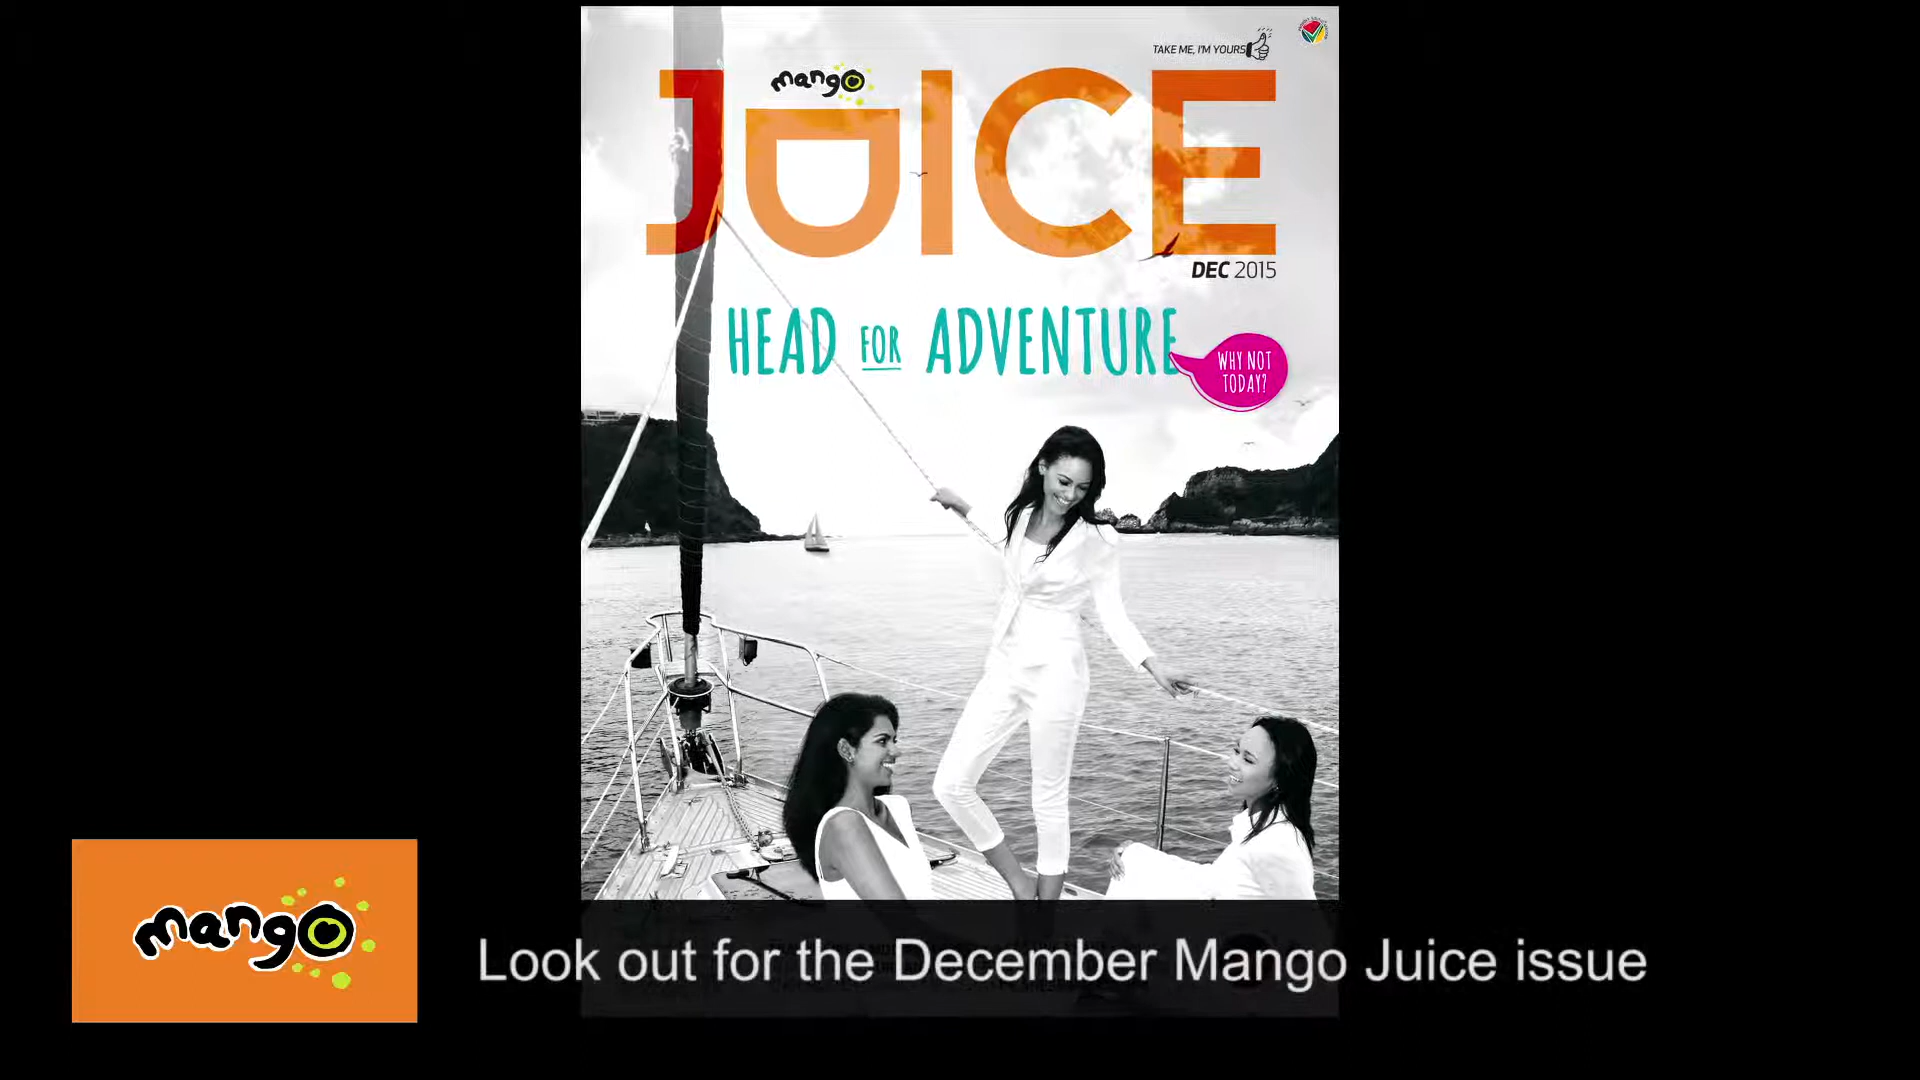 TAKE ME, I'M YOURS
mango
JUICE
DEC 2015
HEAD FOR ADVENTURE
WHY NOT
TODAY?
mango
Look out for the December Mango Juice issue